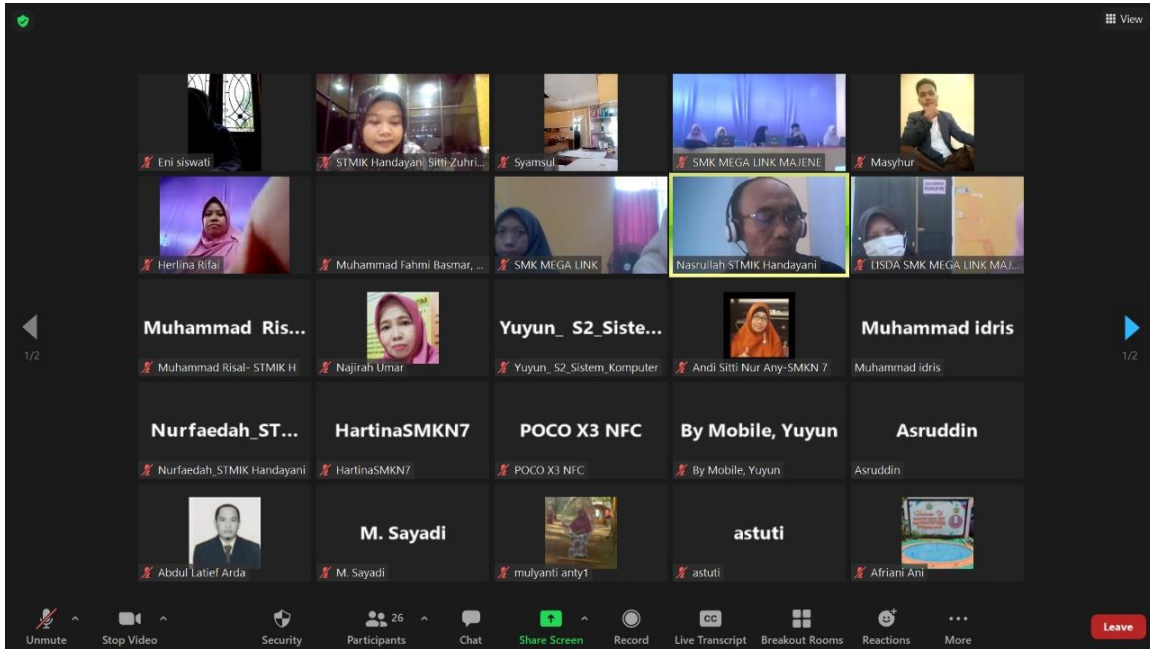 View
Eni siswati
STMIK Handayani_Sitti Zuhri...
Syamsul
SMK MEGA LINK MAJENE
Masyhur
Herlina Rifai
Muhammad Fahmi Basmar, ...
SMK MEGA LINK
Nasrullah STMIK Handayani
LISDA SMK MEGA LINK MAJ...
1/2
Muhammad Ris...
Muhammad Risal- STMIK H
Najirah Umar
Yuyun_ S2_Siste...
Yuyun_ S2_Sistem_Komputer
Andi Sitti Nur Any-SMKN 7
Muhammad idris
Muhammad idris
1/2
Nurfaedah_ST...
Nurfaedah_STMIK Handayani
HartinaSMKN7
HartinaSMKN7
POCO X3 NFC
POCO X3 NFC
By Mobile, Yuyun
By Mobile, Yuyun
Asruddin
Asruddin
Abdul Latief Arda
M. Sayadi
M. Sayadi
mulyanti anty1
astuti
astuti
Afriani Ani
Unmute
Stop Video
Security
26
Participants
Chat
Share Screen
Record
CC
Live Transcript
Breakout Rooms
Reactions
More
Leave